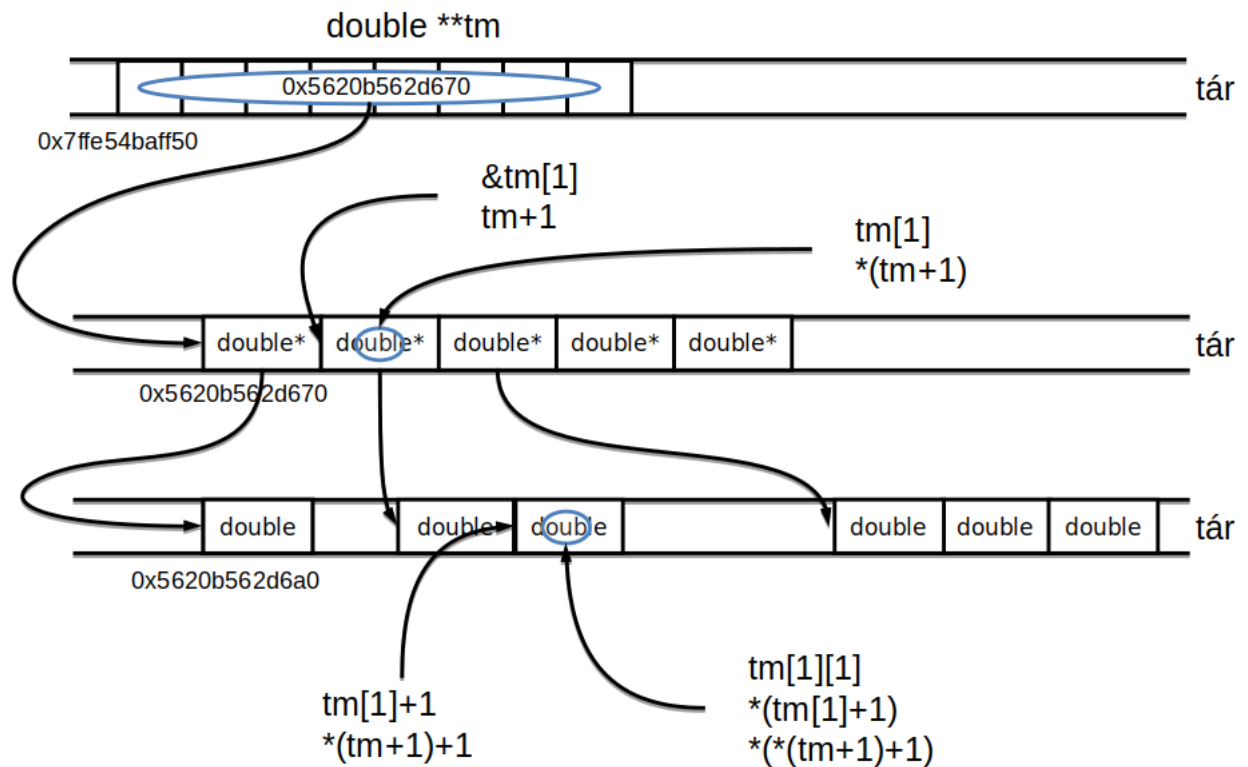 double **tm
0x5620b562d670
tár
0x7ffe54baff50
&tm[1]
tm+1
tm[1]
*(tm+1)
double* double* double* double* double*
tár
0x5620b562d670
double double double double double double
tár
0x5620b562d6a0
tm[1]+1
*(tm+1)+1
tm[1][1]
*(tm[1]+1)
*(*(tm+1)+1)